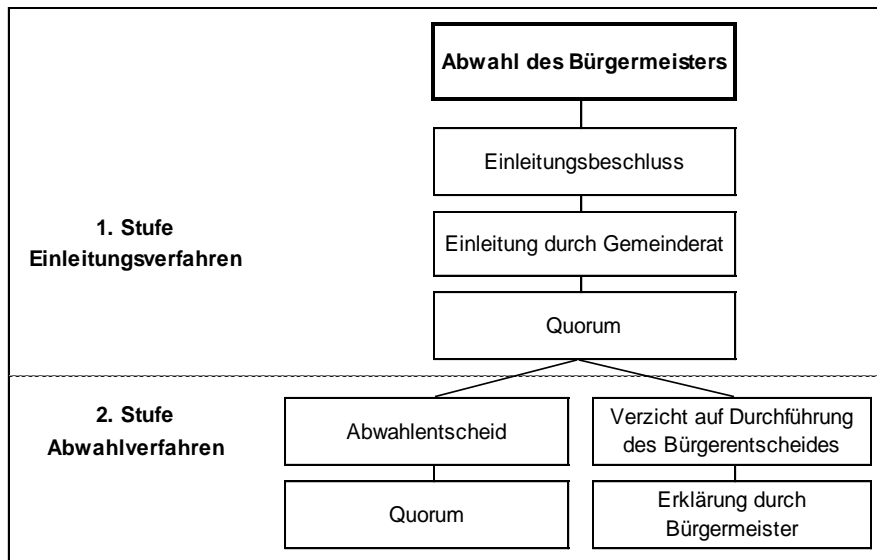 Abwahl des Bürgermeisters
Einleitungsbeschluss
1. Stufe
Einleitungsverfahren
Einleitung durch Gemeinderat
Quorum
2. Stufe
Abwahlverfahren
Abwahlentscheid
Verzicht auf Durchführung
des Bürgerentscheides
Quorum
Erklärung durch
Bürgermeister